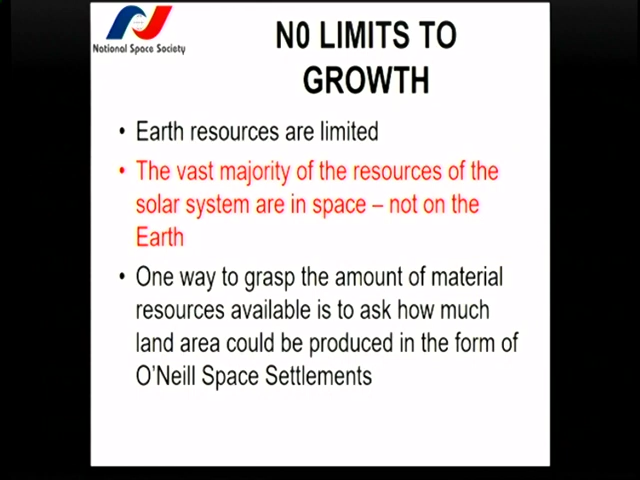 National Space Society
N0 LIMITS TO
GROWTH
• Earth resources are limited
• The vast majority of the resources of the
solar system are in space – not on the
Earth
• One way to grasp the amount of material
resources available is to ask how much
land area could be produced in the form of
O'Neill Space Settlements